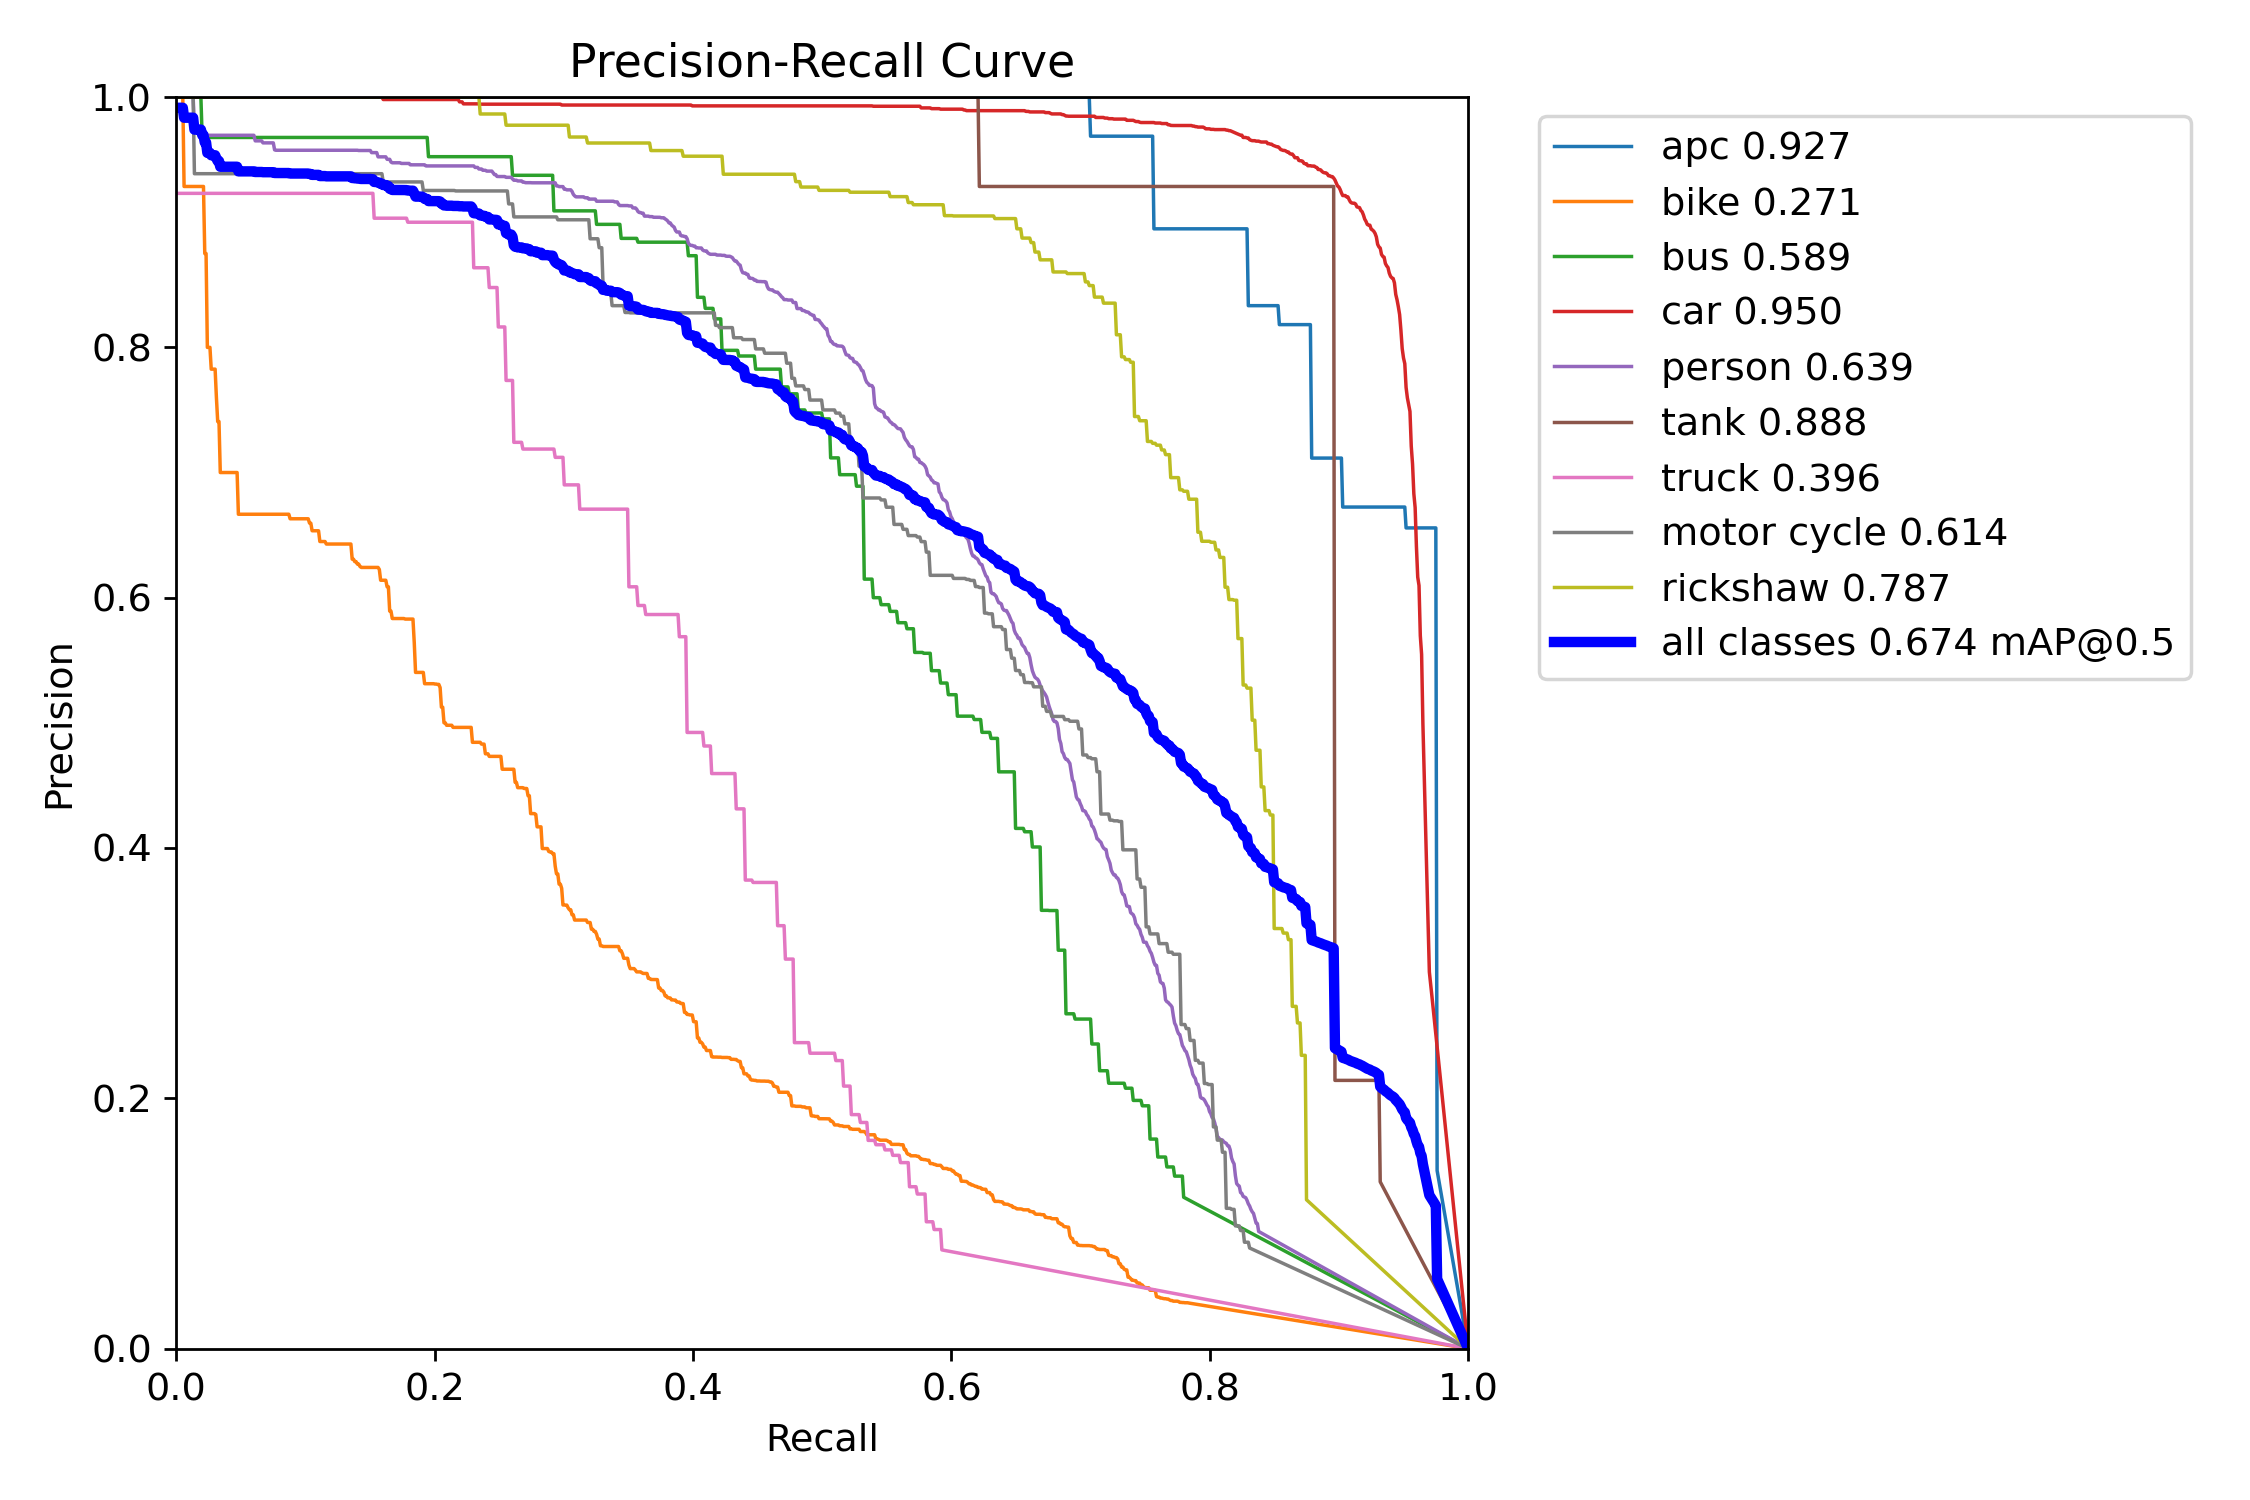 Precision-Recall Curve
1.0
0.8
0.6
0.4
0.2
0.0
Precision
0.0 0.2 0.4 0.6 0.8 1.0
Recall
apc 0.927
bike 0.271
bus 0.589
car 0.950
person 0.639
tank 0.888
truck 0.396
motor cycle 0.614
rickshaw 0.787
all classes 0.674 mAP@0.5